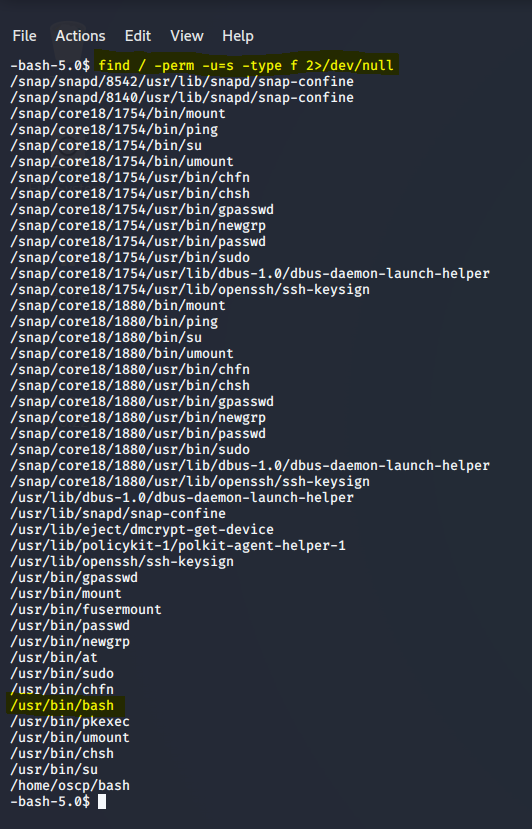 File Actions Edit View Help
-bash-5.0$ find / -perm -u=s -type f 2>/dev/null
/snap/snapd/8542/usr/lib/snapd/snap-confine
/snap/snapd/8140/usr/lib/snapd/snap-confine
/snap/core18/1754/bin/mount
/snap/core18/1754/bin/ping
/snap/core18/1754/bin/su
/snap/core18/1754/bin/umount
/snap/core18/1754/usr/bin/chfn
/snap/core18/1754/usr/bin/chsh
/snap/core18/1754/usr/bin/gpasswd
/snap/core18/1754/usr/bin/newgrp
/snap/core18/1754/usr/bin/passwd
/snap/core18/1754/usr/bin/sudo
/snap/core18/1754/usr/lib/dbus-1.0/dbus-daemon-launch-helper
/snap/core18/1754/usr/lib/openssh/ssh-keysign
/snap/core18/1880/bin/mount
/snap/core18/1880/bin/ping
/snap/core18/1880/bin/su
/snap/core18/1880/bin/umount
/snap/core18/1880/usr/bin/chfn
/snap/core18/1880/usr/bin/chsh
/snap/core18/1880/usr/bin/gpasswd
/snap/core18/1880/usr/bin/newgrp
/snap/core18/1880/usr/bin/passwd
/snap/core18/1880/usr/bin/sudo
/snap/core18/1880/usr/lib/dbus-1.0/dbus-daemon-launch-helper
/snap/core18/1880/usr/lib/openssh/ssh-keysign
/usr/lib/dbus-1.0/dbus-daemon-launch-helper
/usr/lib/snapd/snap-confine
/usr/lib/eject/dmcrypt-get-device
/usr/lib/policykit-1/polkit-agent-helper-1
/usr/lib/openssh/ssh-keysign
/usr/bin/gpasswd
/usr/bin/mount
/usr/bin/fusermount
/usr/bin/passwd
/usr/bin/newgrp
/usr/bin/at
/usr/bin/sudo
/usr/bin/chfn
/usr/bin/bash
/usr/bin/pkexec
/usr/bin/umount
/usr/bin/chsh
/usr/bin/su
/home/oscp/bash
-bash-5.0$